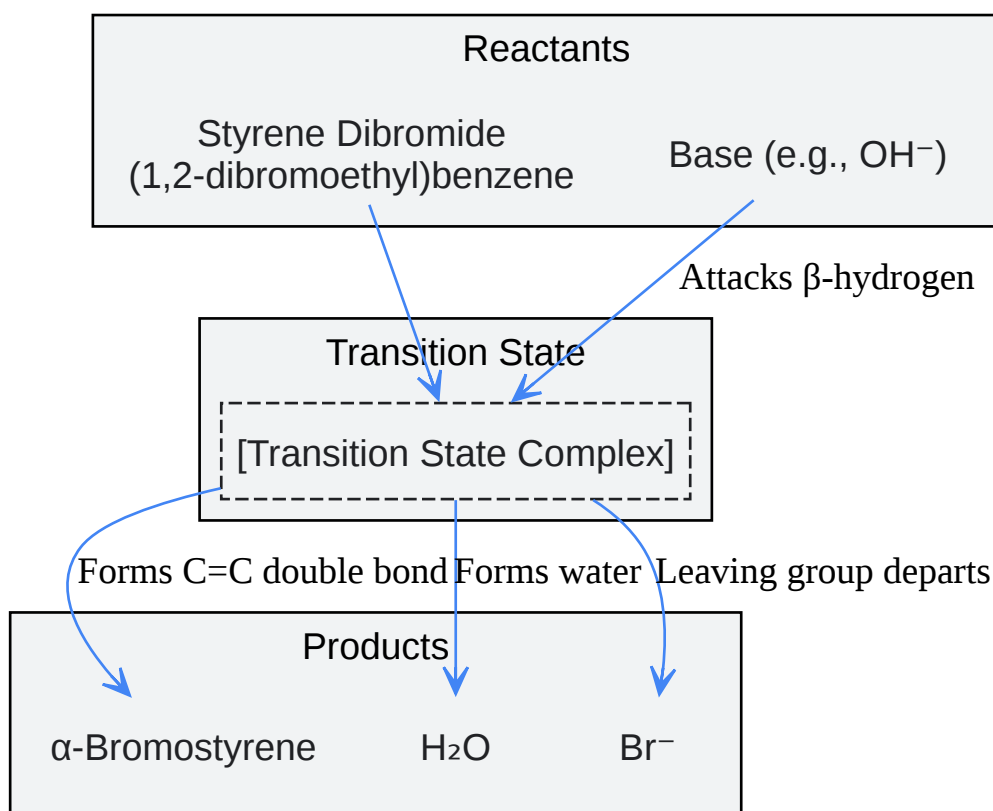 Reactants
Styrene Dibromide
(1,2-dibromoethyl)benzene
Base (e.g., OH⁻)
Attacks β-hydrogen
Transition State
[Transition State Complex]
Forms C=C double bond
Forms water
Leaving group departs
Products
α-Bromostyrene
H₂O
Br⁻